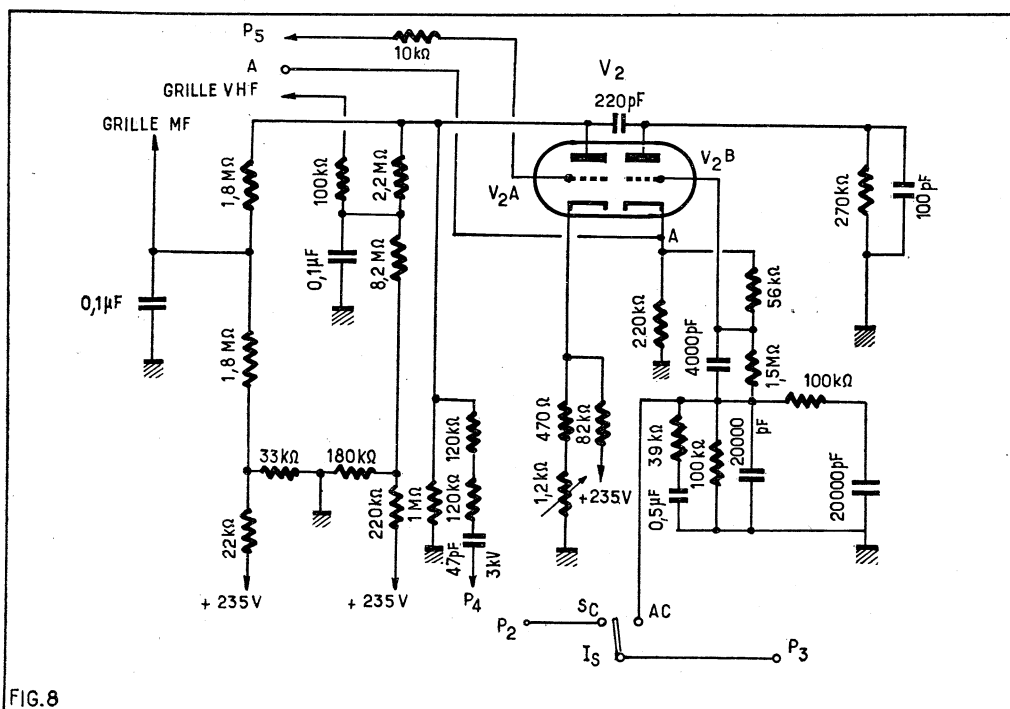 P5
10kΩ
A
V2
GRILLE VHF
220pF
GRILLE MF
V2B
1,8MΩ
100kΩ
2,2MΩ
V2A
270kΩ
100pF
A
0,1µF
0,1µF
8,2MΩ
56kΩ
220kΩ
1,8MΩ
4000pF
1,5MΩ
100kΩ
120kΩ
470Ω
82kΩ
39kΩ
100kΩ
20000 pF
33kΩ
180kΩ
1,2kΩ
+235V
20000pF
22kΩ
220kΩ
1MΩ
120kΩ
0,5µF
47pF
3kV
+235V
+235V
P4
SC
AC
P2
IS
P3
FIG.8